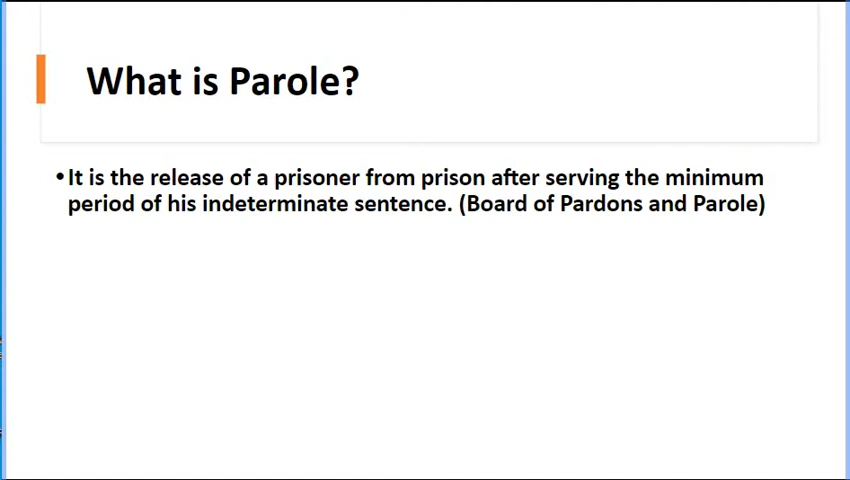 What is Parole?
•It is the release of a prisoner from prison after serving the minimum
period of his indeterminate sentence. (Board of Pardons and Parole)